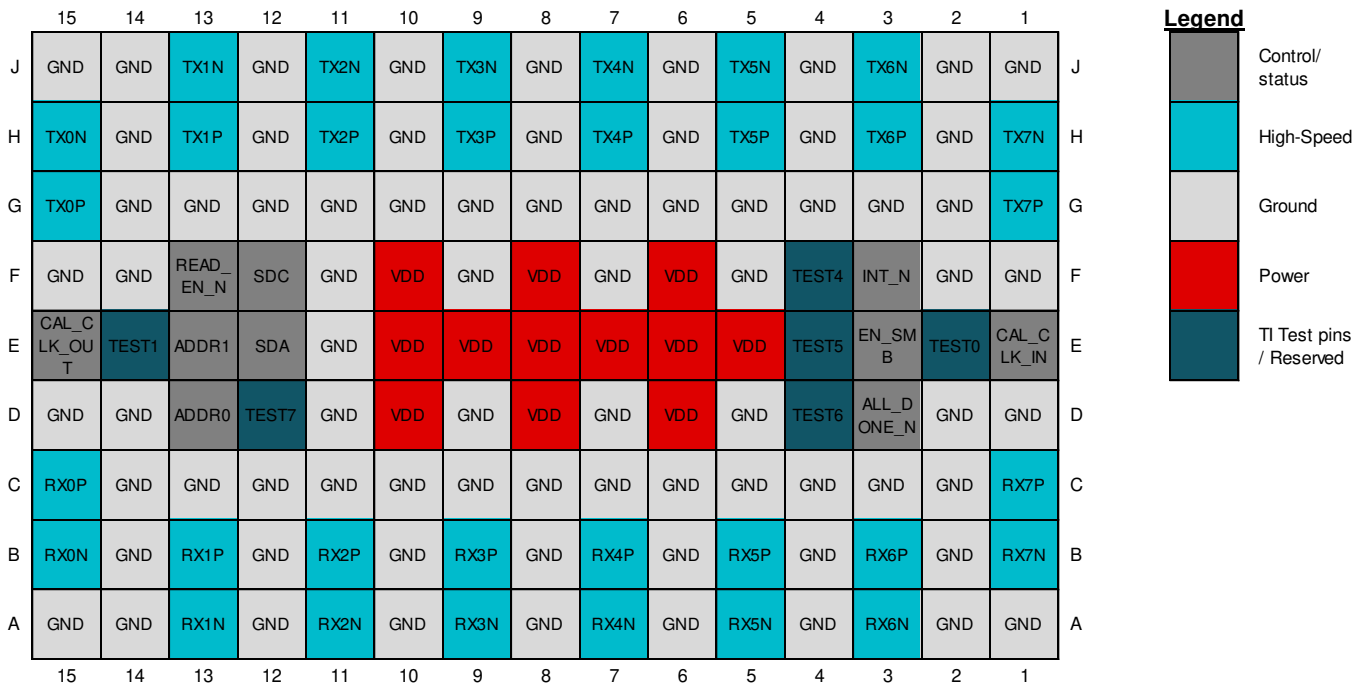 15 14 13 12 11 10 9 8 7 6 5 4 3 2 1
J GND GND TX1N GND TX2N GND TX3N GND TX4N GND TX5N GND TX6N GND GND J
H TX0N GND TX1P GND TX2P GND TX3P GND TX4P GND TX5P GND TX6P GND TX7N H
G TX0P GND GND GND GND GND GND GND GND GND GND GND GND GND TX7P G
F GND GND READ_ SDC GND VDD GND VDD GND VDD GND TEST4 INT_N GND GND F
EN_N
CAL_C
E LK_OU TEST1 ADDR1 SDA GND VDD VDD VDD VDD VDD VDD TEST5 EN_SM TEST0 CAL_C E
T B LK_IN
D GND GND ADDR0 TEST7 GND VDD GND VDD GND VDD GND TEST6 ALL_D GND GND D
ONE_N
C RX0P GND GND GND GND GND GND GND GND GND GND GND GND GND RX7P C
B RX0N GND RX1P GND RX2P GND RX3P GND RX4P GND RX5P GND RX6P GND RX7N B
A GND GND RX1N GND RX2N GND RX3N GND RX4N GND RX5N GND RX6N GND GND A
15 14 13 12 11 10 9 8 7 6 5 4 3 2 1
Legend
Control/
status
High-Speed
Ground
Power
TI Test pins
/ Reserved